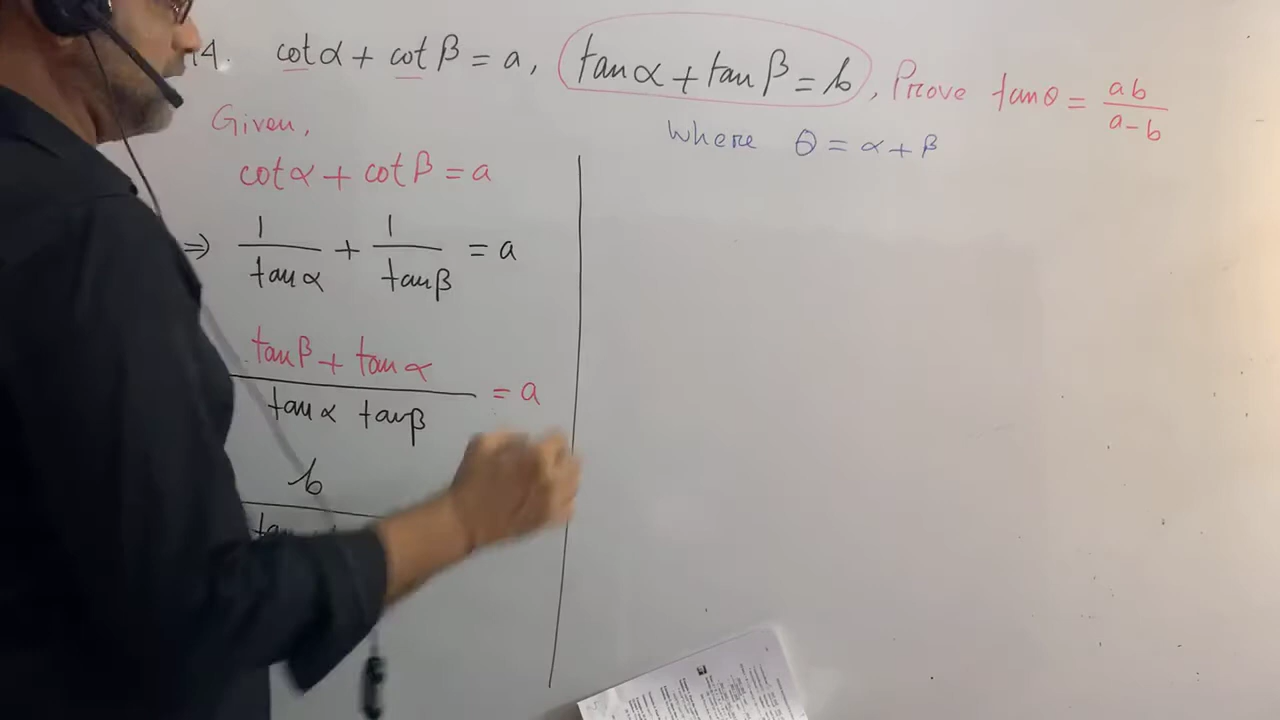 14. cotα + cotβ = a, tanα + tanβ = b, Prove tanθ = ab / a-b
where θ = α + β
Given,
cotα + cotβ = a
⇒ 1 / tanα + 1 / tanβ = a
tanβ + tanα / tanα tanβ = a
b